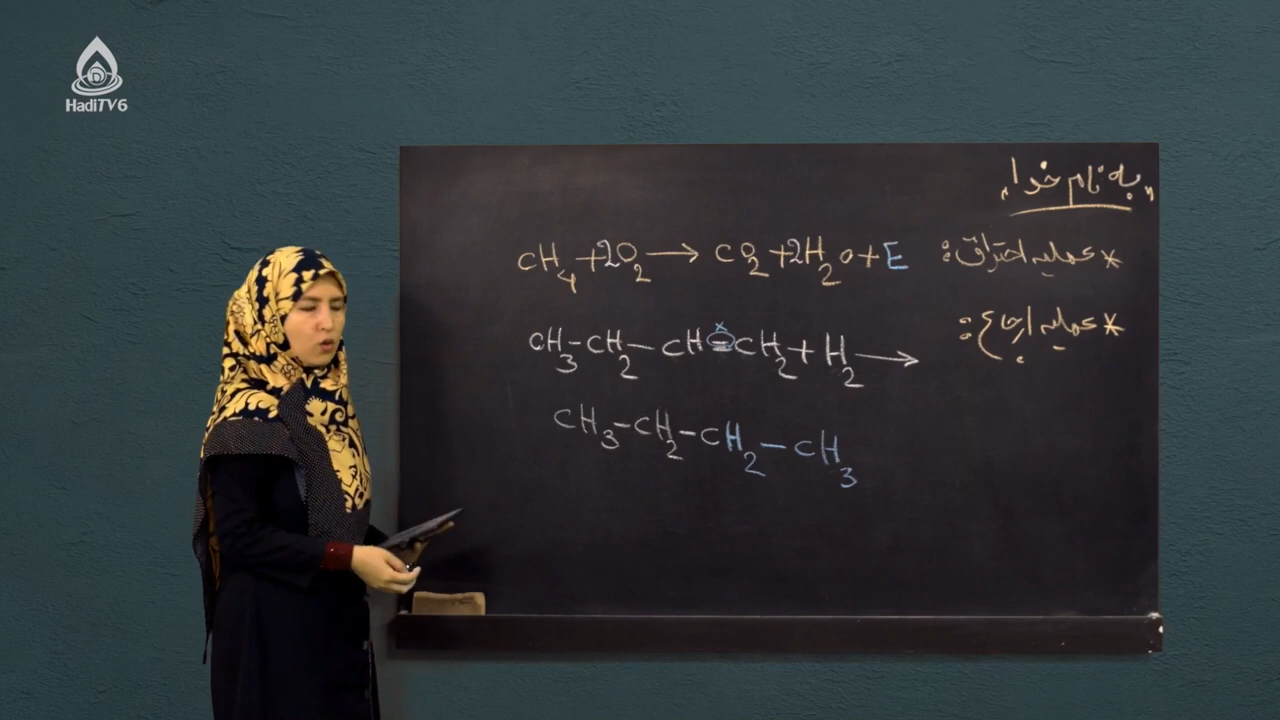 HadiTV6
"به نام خدا"
* عملیه احتراق:
CH₄+2O₂ → CO₂+2H₂O+E
* عملیه ارجاع:
CH₃-CH₂-CH=CH₂+H₂ →
CH₃-CH₂-CH₂-CH₃